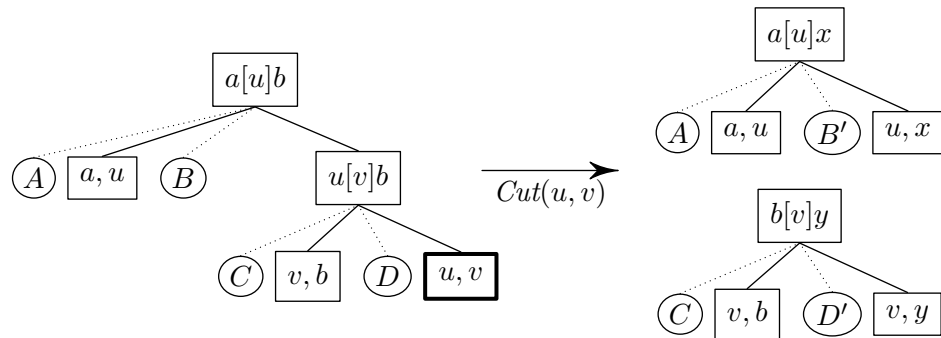 a[u]b
A
a, u
B
u[v]b
C
v, b
D
u, v
Cut(u, v)
a[u]x
A
a, u
B′
u, x
b[v]y
C
v, b
D′
v, y